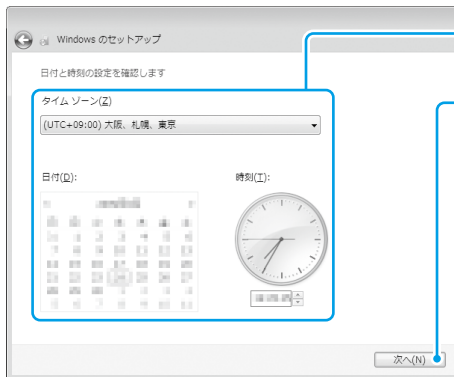 Windows のセットアップ
日付と時刻の設定を確認します
タイム ゾーン(Z)
(UTC+09:00) 大阪、札幌、東京
日付(D):
時刻(T):
次へ(N)